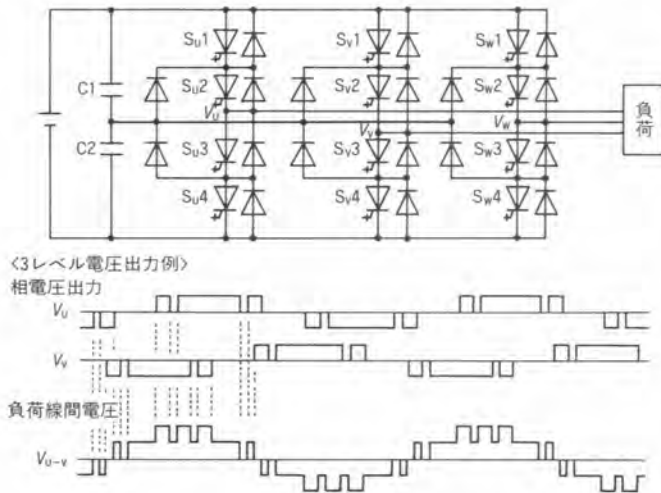 Su1
Sv1
Sw1
C1
Su2
Sv2
Sw2
負荷
Vu
Vv
Vw
C2
Su3
Sv3
Sw3
Su4
Sv4
Sw4
〈3レベル電圧出力例〉
相電圧出力
Vu
Vv
負荷線間電圧
Vu-v